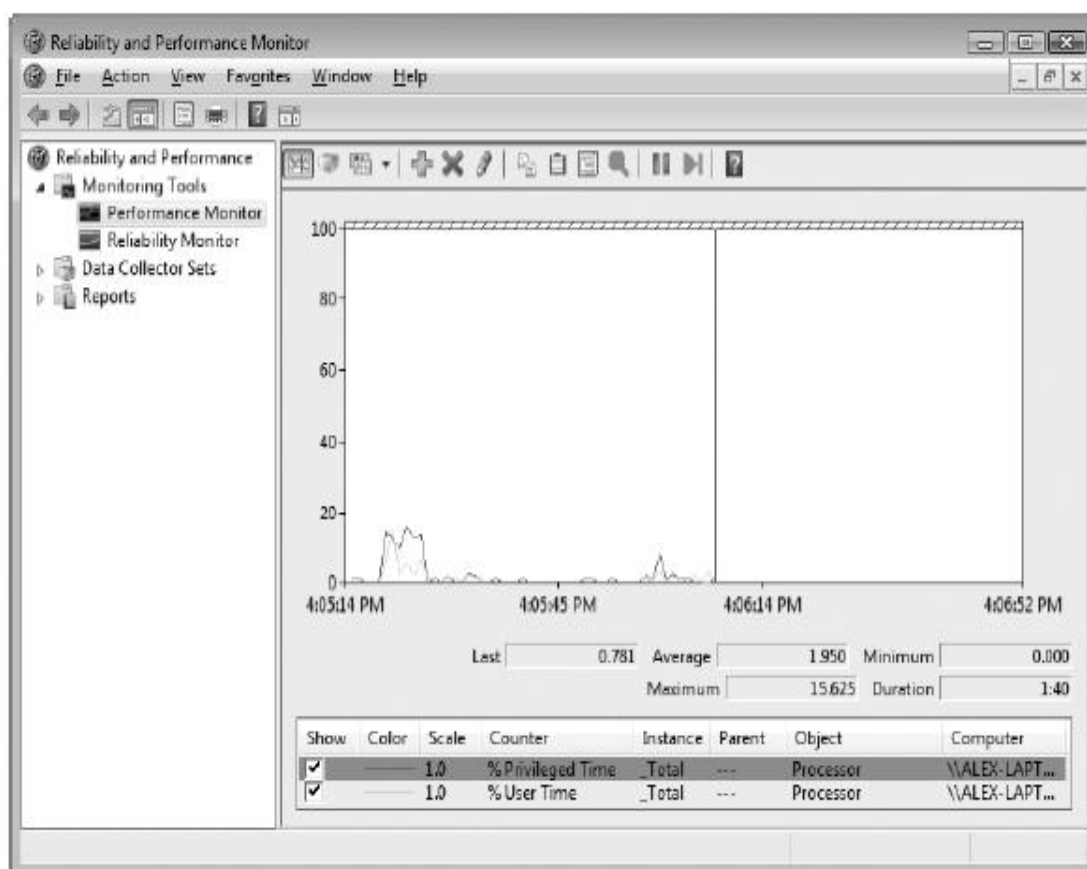 Reliability and Performance Monitor
File Action View Favorites Window Help
Reliability and Performance
Monitoring Tools
Performance Monitor
Reliability Monitor
Data Collector Sets
Reports
100
80
60
40
20
0
4:05:14 PM 4:05:45 PM 4:06:14 PM 4:06:52 PM
Last 0.781 Average 1.950 Minimum 0.000
Maximum 15.625 Duration 1:40
Show Color Scale Counter Instance Parent Object Computer
1.0 % Privileged Time _Total --- Processor \\ALEX-LAPT...
1.0 % User Time _Total --- Processor \\ALEX-LAPT...